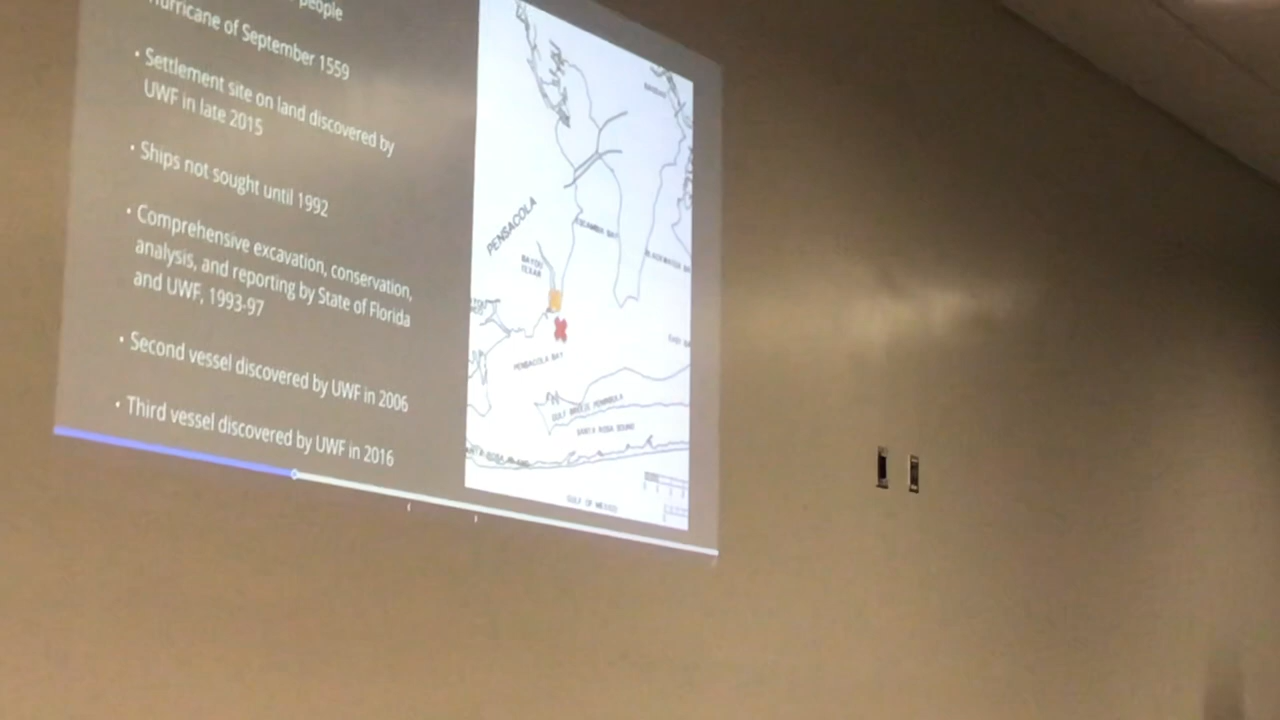 people
Hurricane of September 1559
• Settlement site on land discovered by
UWF in late 2015
• Ships not sought until 1992
• Comprehensive excavation, conservation,
analysis, and reporting by State of Florida
and UWF, 1993-97
• Second vessel discovered by UWF in 2006
• Third vessel discovered by UWF in 2016
PENSACOLA
ESCAMBIA BAY
BAYOU
TEXAR
PENSACOLA BAY
GULF BREEZE PENINSULA
SANTA ROSA SOUND
GULF OF MEXICO